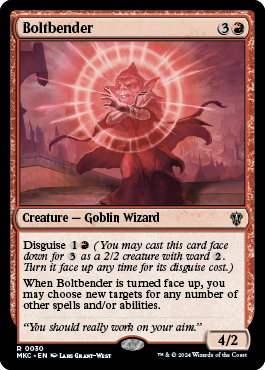 Boltbender 3
Creature — Goblin Wizard
Disguise 1 (You may cast this card face
down for 3 as a 2/2 creature with ward 2.
Turn it face up any time for its disguise cost.)
When Boltbender is turned face up, you
may choose new targets for any number of
other spells and/or abilities.
“You should really work on your aim.”
4/2
R 0030
MKC • EN Lars Grant-West
™ & © 2024 Wizards of the Coast